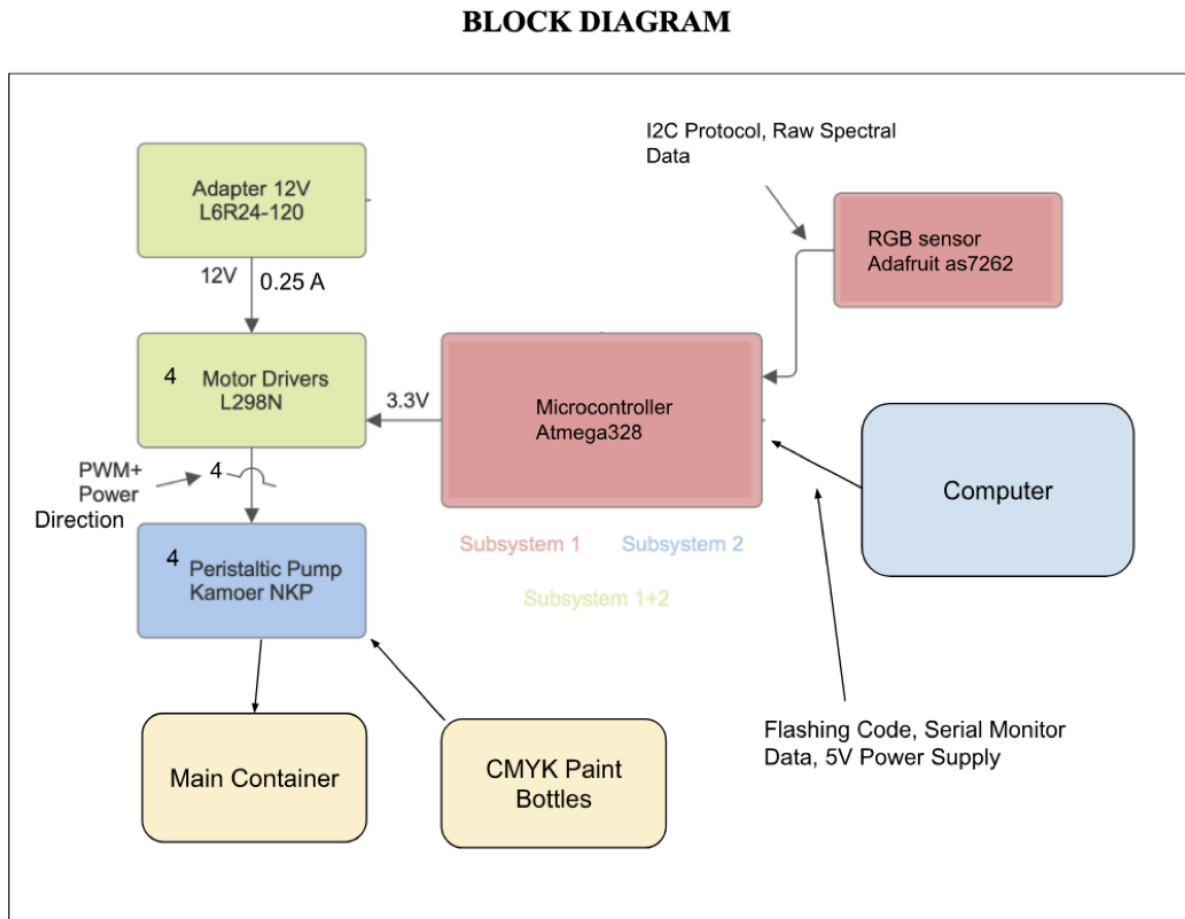 BLOCK DIAGRAM
I2C Protocol, Raw Spectral
Data
Adapter 12V
L6R24-120
RGB sensor
Adafruit as7262
12V
0.25 A
4
Motor Drivers
L298N
3.3V
Microcontroller
Atmega328
Computer
PWM+
Power
Direction
4
4
Peristaltic Pump
Kamoer NKP
Subsystem 1
Subsystem 2
Subsystem 1+2
Main Container
CMYK Paint
Bottles
Flashing Code, Serial Monitor
Data, 5V Power Supply